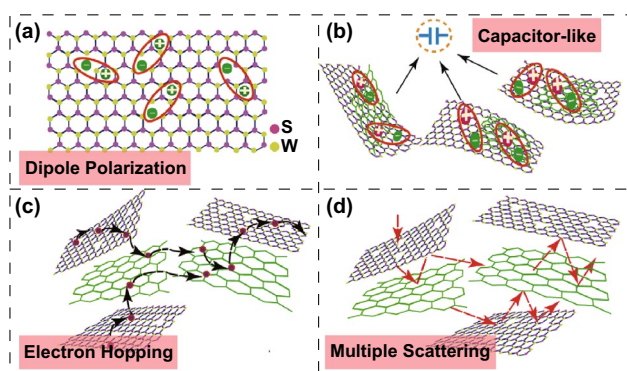 (a)
S
W
Dipole Polarization
(b)
Capacitor-like
(c)
Electron Hopping
(d)
Multiple Scattering